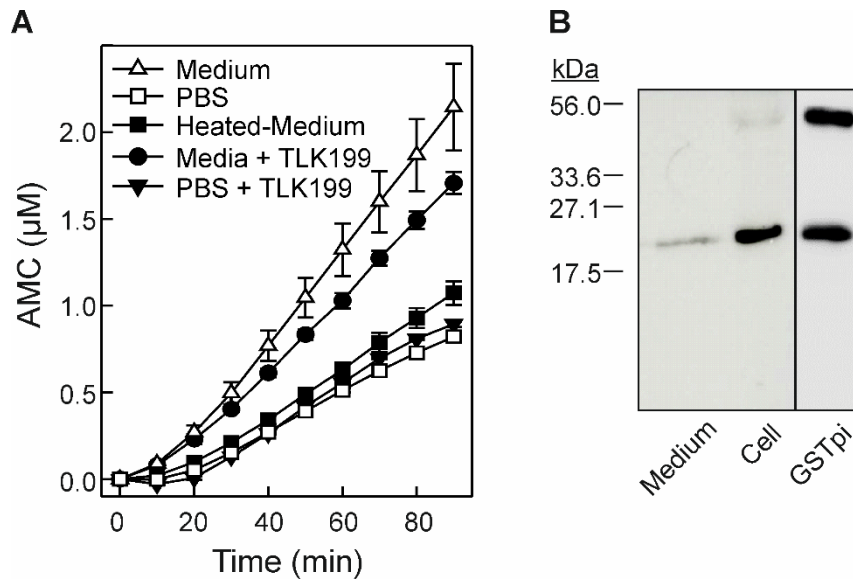 A
AMC (µM)
2.0
1.5
1.0
0.5
0.0
Medium
PBS
Heated-Medium
Media + TLK199
PBS + TLK199
0 20 40 60 80
Time (min)
B
kDa
56.0
33.6
27.1
17.5
Medium
Cell
GSTpi